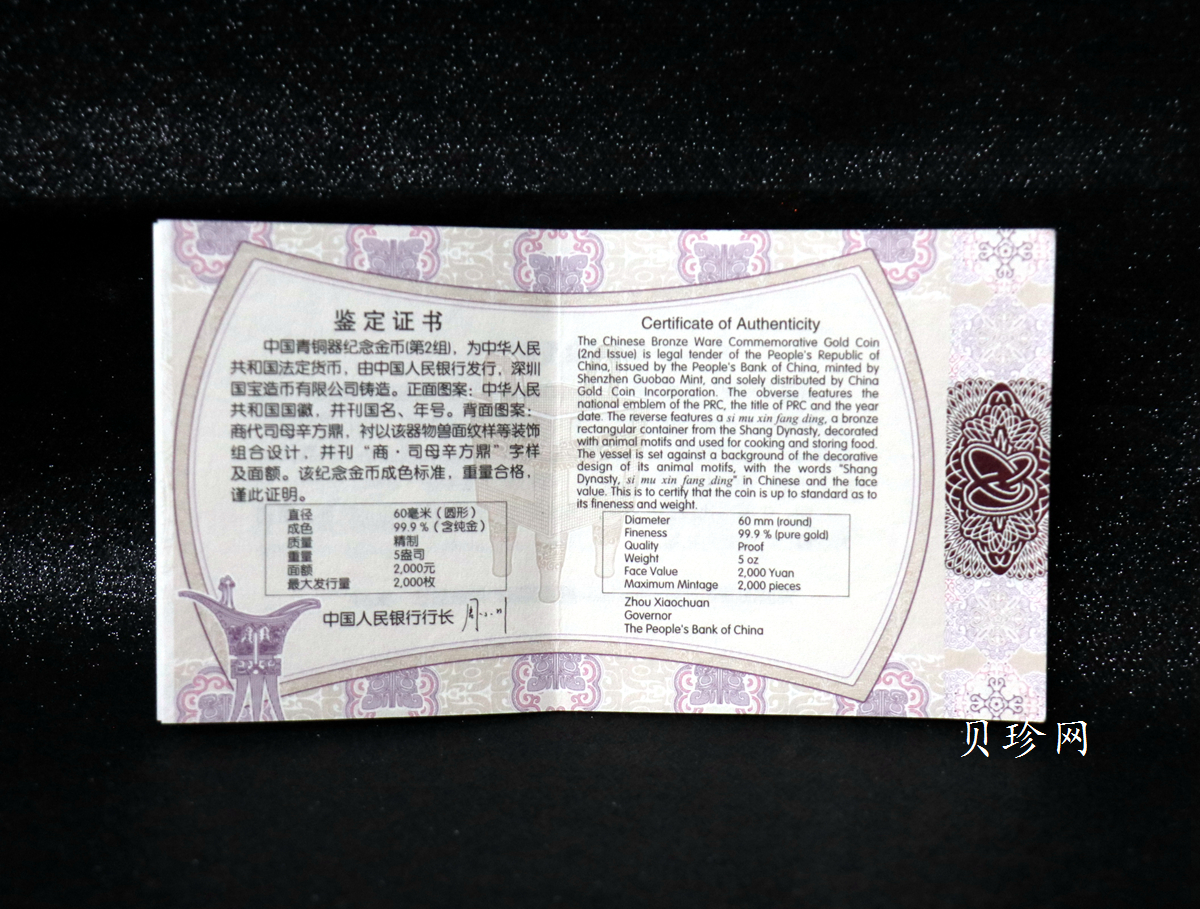 鉴定证书
中国青铜器纪念金币(第2组)，为中华人民
共和国法定货币，由中国人民银行发行，深圳
国宝造币有限公司铸造。正面图案：中华人民
共和国国徽，并刊国名、年号。背面图案：
商代司母辛方鼎，衬以该器物兽面纹样等装饰
组合设计，并刊“商·司母辛方鼎”字样
及面额。该纪念金币成色标准，重量合格，
谨此证明。
直径 60毫米（圆形）
成色 99.9％（含纯金）
质量 精制
重量 5盎司
面额 2,000元
最大发行量 2,000枚
中国人民银行行长
Certificate of Authenticity
The Chinese Bronze Ware Commemorative Gold Coin
(2nd Issue) is legal tender of the People's Republic of
China, issued by the People's Bank of China, minted by
Shenzhen Guobao Mint, and solely distributed by China
Gold Coin Incorporation. The obverse features the
national emblem of the PRC, the title of PRC and the year
date. The reverse features a si mu xin fang ding, a bronze
rectangular container from the Shang Dynasty, decorated
with animal motifs and used for cooking and storing food.
The vessel is set against a background of the decorative
design of its animal motifs, with the words "Shang
Dynasty, si mu xin fang ding" in Chinese and the face
value. This is to certify that the coin is up to standard as to
its fineness and weight.
Diameter 60 mm (round)
Fineness 99.9 % (pure gold)
Quality Proof
Weight 5 oz
Face Value 2,000 Yuan
Maximum Mintage 2,000 pieces
Zhou Xiaochuan
Governor
The People's Bank of China
贝珍网